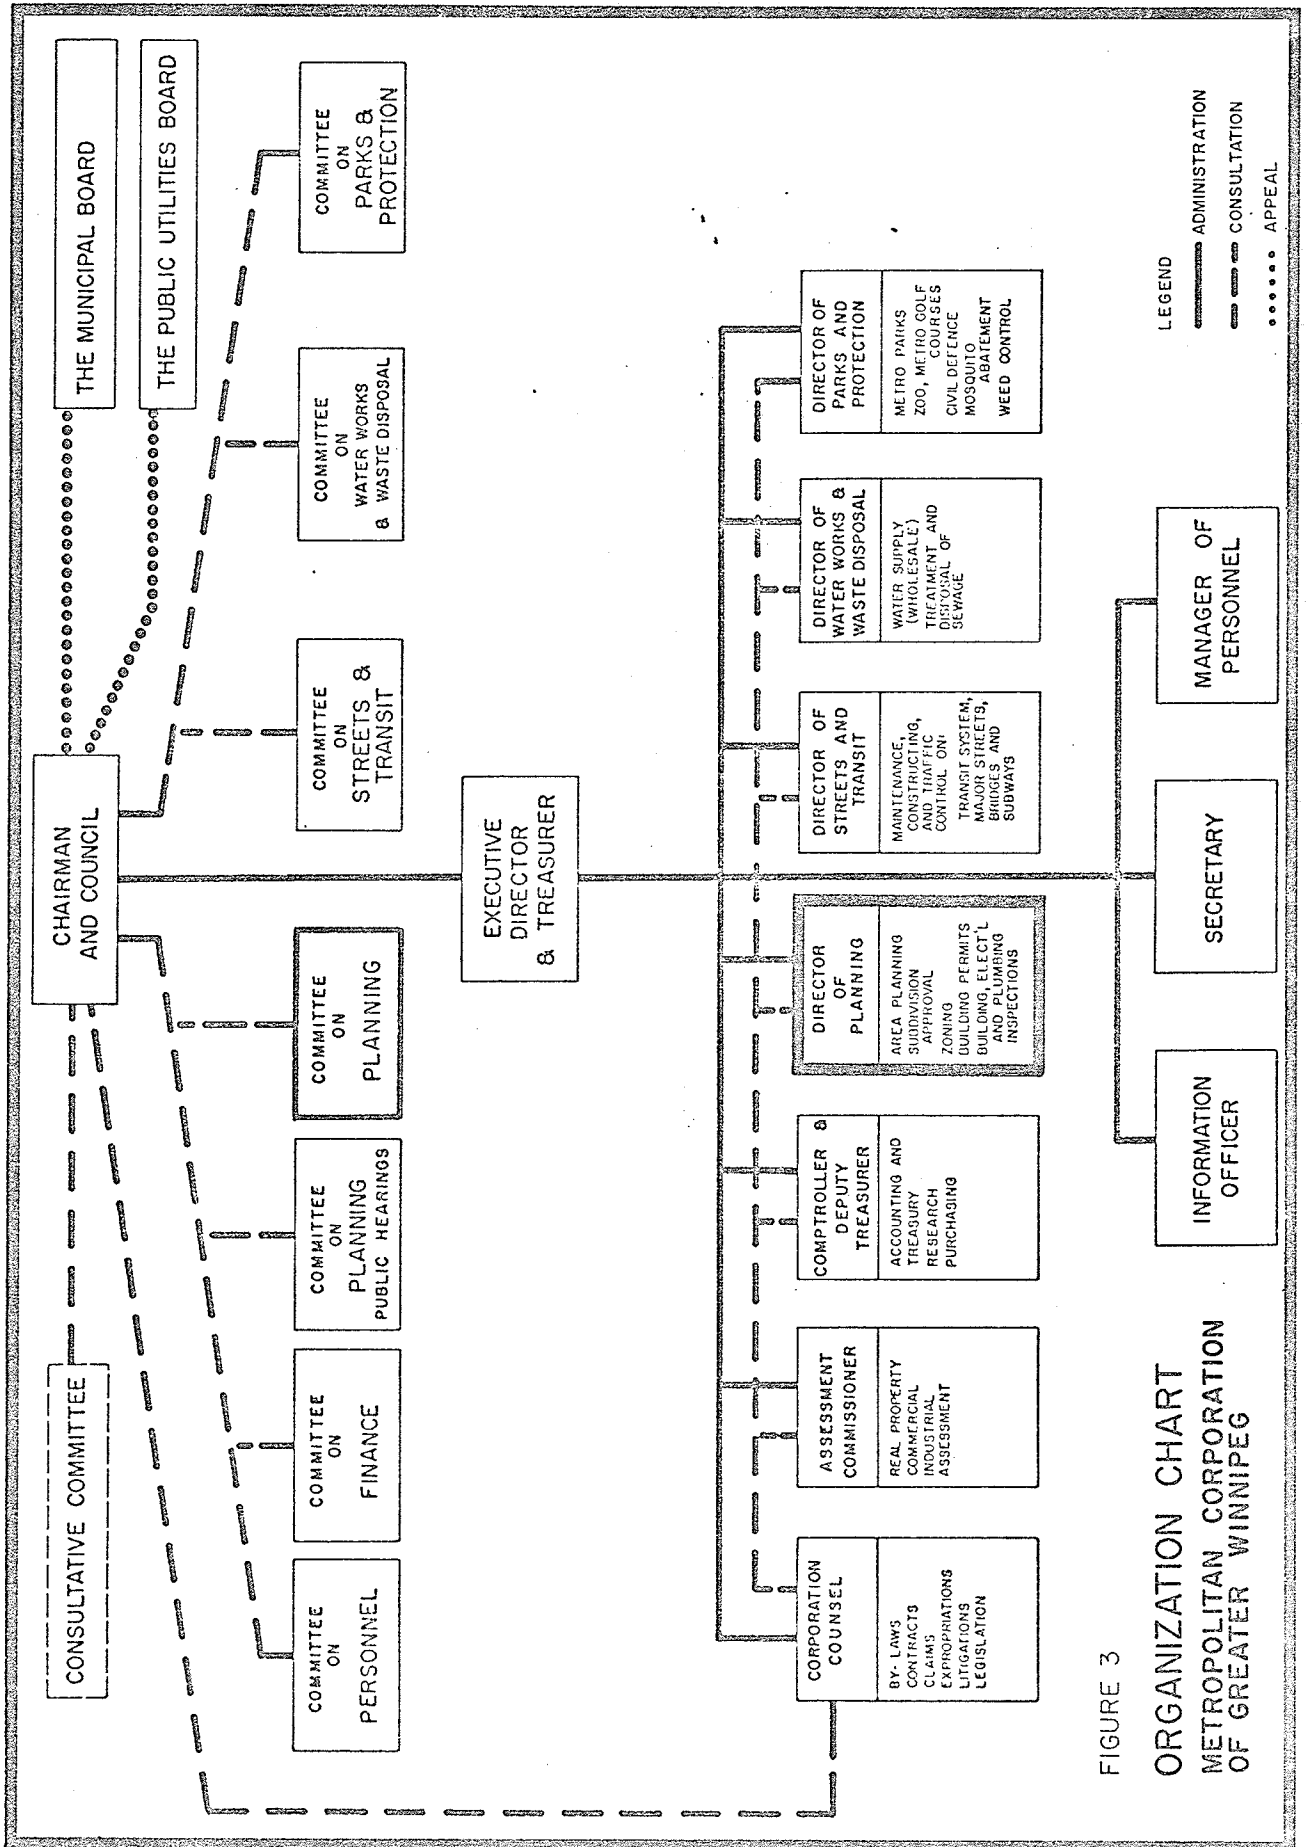 THE MUNICIPAL BOARD
THE PUBLIC UTILITIES BOARD
CHAIRMAN
AND COUNCIL
CONSULTATIVE COMMITTEE
COMMITTEE
ON
PERSONNEL
COMMITTEE
ON
FINANCE
COMMITTEE
ON
PLANNING
PUBLIC HEARINGS
COMMITTEE
ON
PLANNING
COMMITTEE
ON
STREETS &
TRANSIT
COMMITTEE
ON
WATER WORKS
& WASTE DISPOSAL
COMMITTEE
ON
PARKS &
PROTECTION
EXECUTIVE
DIRECTOR
& TREASURER
CORPORATION
COUNSEL
BY-LAWS
CONTRACTS
CLAIMS
EXPROPRIATIONS
LITIGATIONS
LEGISLATION
ASSESSMENT
COMMISSIONER
REAL PROPERTY
COMMERCIAL
INDUSTRIAL
ASSESSMENT
COMPTROLLER &
DEPUTY
TREASURER
ACCOUNTING AND
TREASURY
RESEARCH
PURCHASING
DIRECTOR
OF
PLANNING
AREA PLANNING
SUBDIVISION
APPROVAL
ZONING
BUILDING PERMITS
BUILDING, ELECT'L
AND PLUMBING
INSPECTIONS
DIRECTOR OF
STREETS AND
TRANSIT
MAINTENANCE,
CONSTRUCTING,
AND TRAFFIC
CONTROL ON:
TRANSIT SYSTEM,
MAJOR STREETS,
BRIDGES AND
SUBWAYS
DIRECTOR OF
WATER WORKS &
WASTE DISPOSAL
WATER SUPPLY
(WHOLESALE)
TREATMENT AND
DISPOSAL OF
SEWAGE
DIRECTOR OF
PARKS AND
PROTECTION
METRO PARKS
ZOO, METRO GOLF
COURSES
CIVIL DEFENCE
MOSQUITO
ABATEMENT
WEED CONTROL
INFORMATION
OFFICER
SECRETARY
MANAGER OF
PERSONNEL
LEGEND
ADMINISTRATION
CONSULTATION
APPEAL
FIGURE 3
ORGANIZATION CHART
METROPOLITAN CORPORATION
OF GREATER WINNIPEG